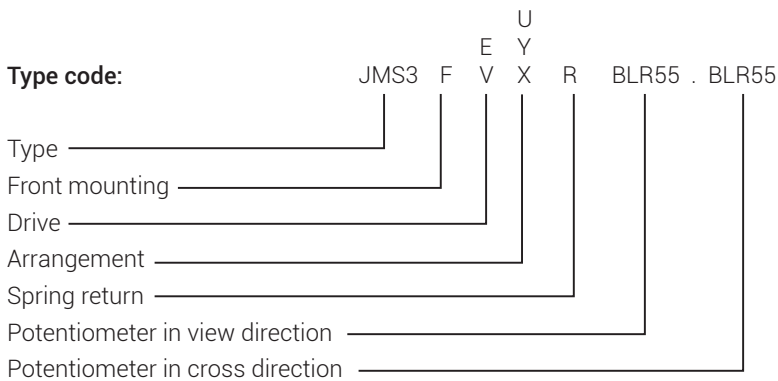 U
E Y
Type code: JMS3 F V X R BLR55 . BLR55
Type
Front mounting
Drive
Arrangement
Spring return
Potentiometer in view direction
Potentiometer in cross direction